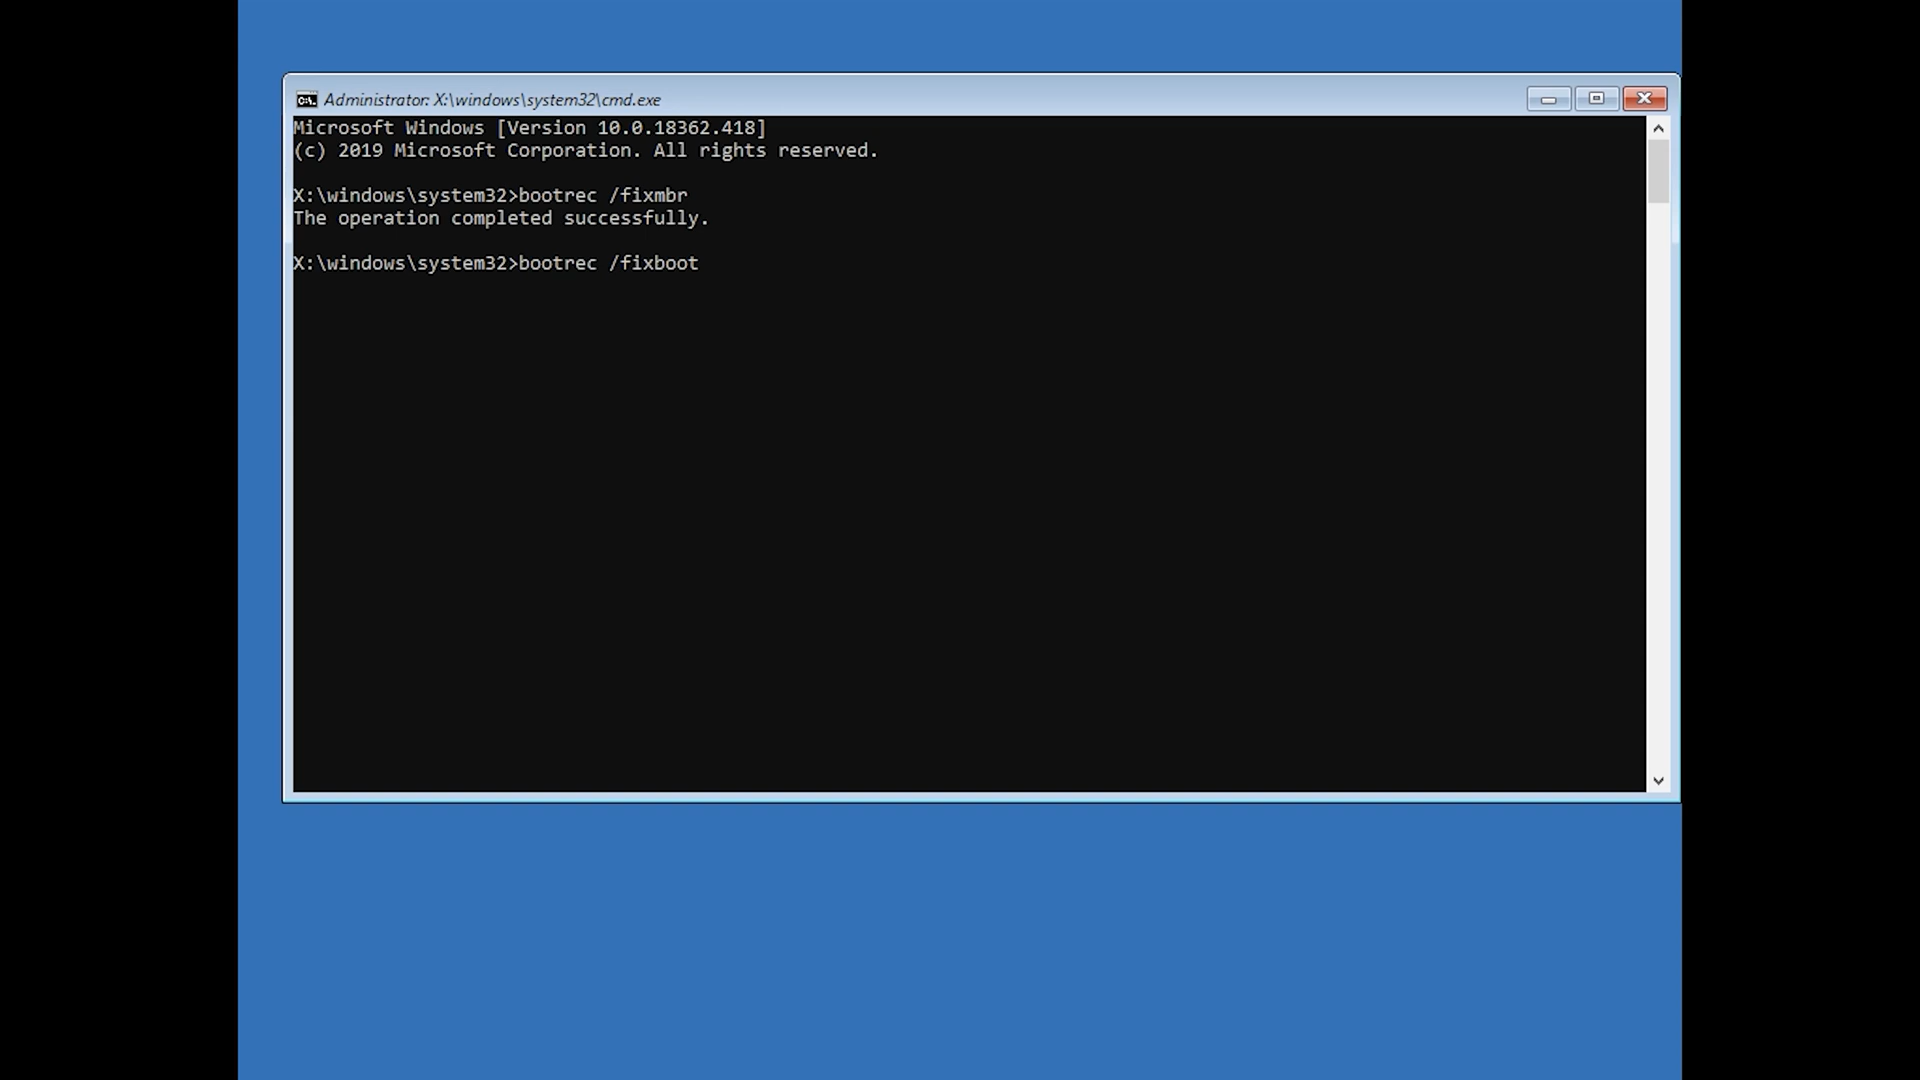 Administrator: X:\windows\system32\cmd.exe
Microsoft Windows [Version 10.0.18362.418]
(c) 2019 Microsoft Corporation. All rights reserved.
X:\windows\system32>bootrec /fixmbr
The operation completed successfully.
X:\windows\system32>bootrec /fixboot